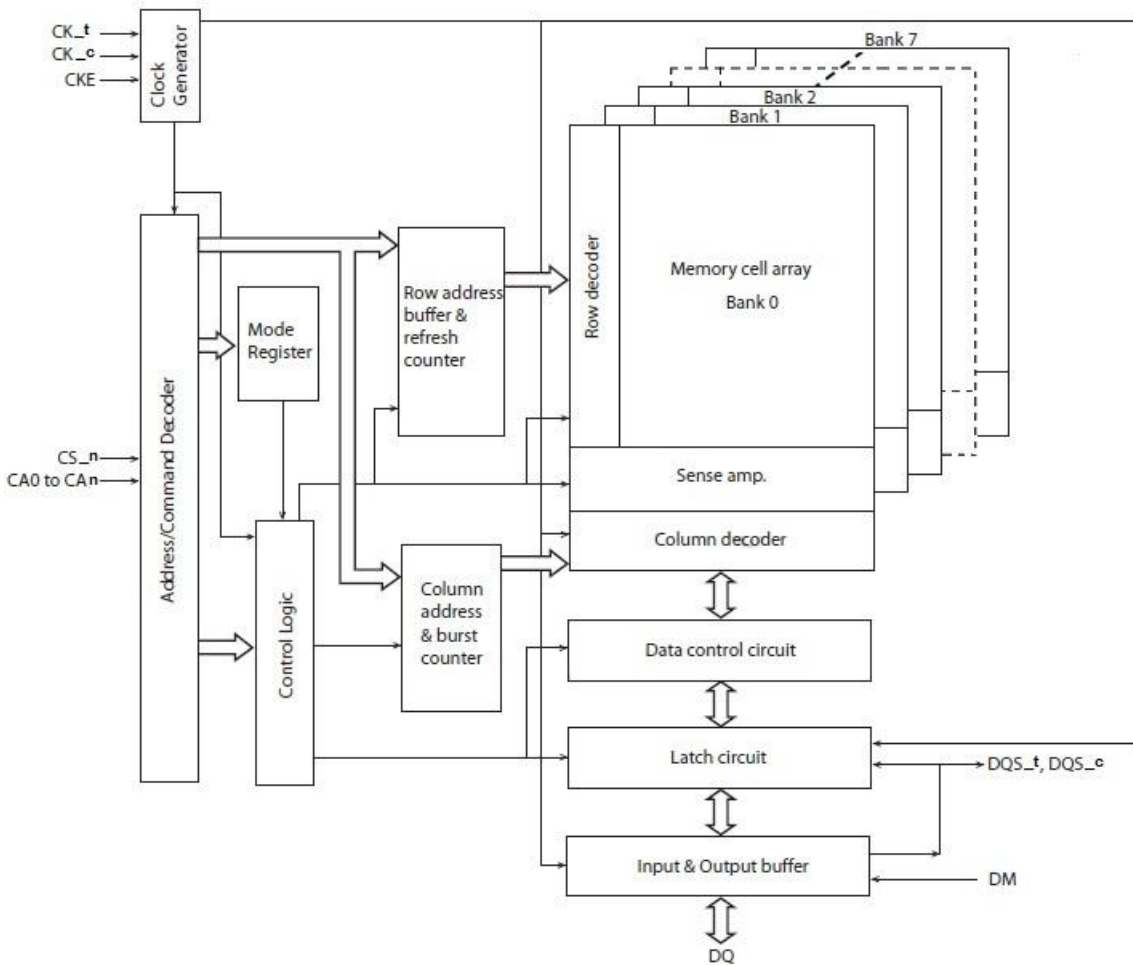 CK_t
CK_c
CKE
Clock
Generator
Bank 7
Bank 2
Bank 1
Row decoder
Memory cell array
Bank 0
Row address
buffer &
refresh
counter
Mode
Register
Address/Command Decoder
CS_n
CA0 to CAn
Sense amp.
Column decoder
Control Logic
Column
address
& burst
counter
Data control circuit
Latch circuit
DQS_t, DQS_c
Input & Output buffer
DM
DQ